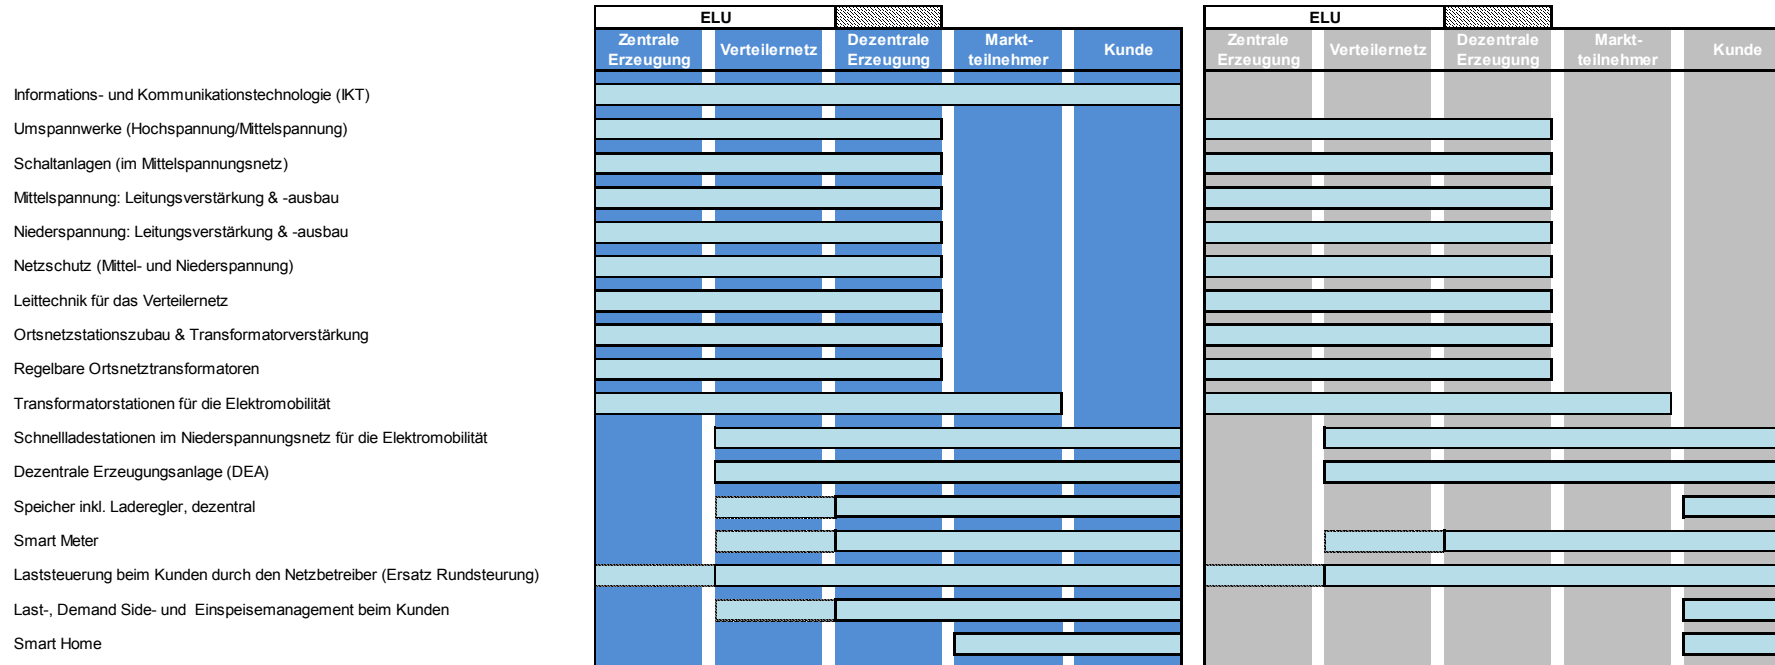 ELU ELU
Zentrale Erzeugung Verteilernetz Dezentrale Erzeugung Markt-teilnehmer Kunde Zentrale Erzeugung Verteilernetz Dezentrale Erzeugung Markt-teilnehmer Kunde
Informations- und Kommunikationstechnologie (IKT)
Umspannwerke (Hochspannung/Mittelspannung)
Schaltanlagen (im Mittelspannungsnetz)
Mittelspannung: Leitungsverstärkung & -ausbau
Niederspannung: Leitungsverstärkung & -ausbau
Netzschutz (Mittel- und Niederspannung)
Leittechnik für das Verteilernetz
Ortsnetzstationszubau & Transformatorverstärkung
Regelbare Ortsnetztransformatoren
Transformatorstationen für die Elektromobilität
Schnellladestationen im Niederspannungsnetz für die Elektromobilität
Dezentrale Erzeugungsanlage (DEA)
Speicher inkl. Laderegler, dezentral
Smart Meter
Laststeuerung beim Kunden durch den Netzbetreiber (Ersatz Rundsteurung)
Last-, Demand Side- und Einspeisemanagement beim Kunden
Smart Home